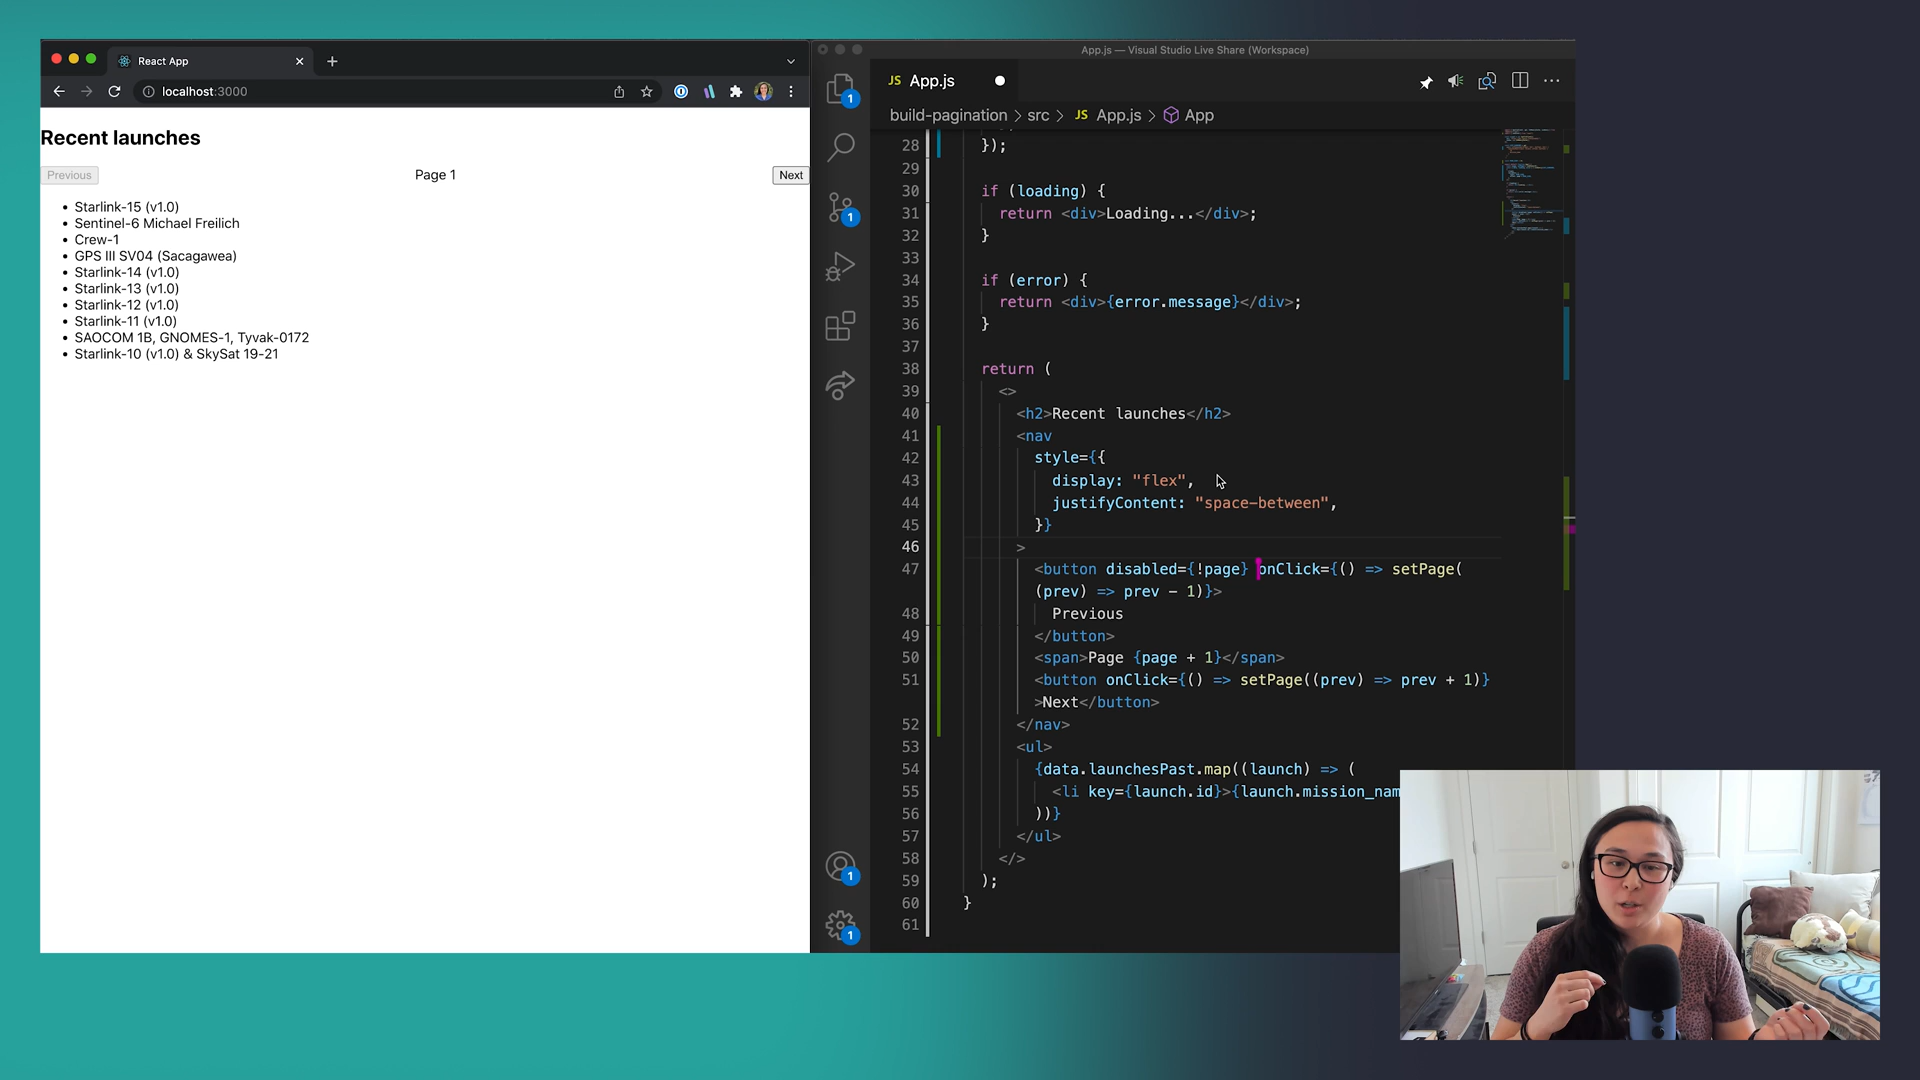 React App
localhost:3000
Recent launches
Previous
Page 1
Next
Starlink-15 (v1.0)
Sentinel-6 Michael Freilich
Crew-1
GPS III SV04 (Sacagawea)
Starlink-14 (v1.0)
Starlink-13 (v1.0)
Starlink-12 (v1.0)
Starlink-11 (v1.0)
SAOCOM 1B, GNOMES-1, Tyvak-0172
Starlink-10 (v1.0) & SkySat 19-21
App.js — Visual Studio Live Share (Workspace)
JS App.js
build-pagination > src > JS App.js > App
1
1
1
1
28 });
29
30 if (loading) {
31 return <div>Loading...</div>;
32 }
33
34 if (error) {
35 return <div>{error.message}</div>;
36 }
37
38 return (
39 <>
40 <h2>Recent launches</h2>
41 <nav
42 style={{
43 display: "flex",
44 justifyContent: "space-between",
45 }}
46 >
47 <button disabled={!page} onClick={() => setPage(
(prev) => prev - 1)}>
48 Previous
49 </button>
50 <span>Page {page + 1}</span>
51 <button onClick={() => setPage((prev) => prev + 1)}
>Next</button>
52 </nav>
53 <ul>
54 {data.launchesPast.map((launch) => (
55 <li key={launch.id}>{launch.mission_nam
56 ))}
57 </ul>
58 </>
59 );
60 }
61